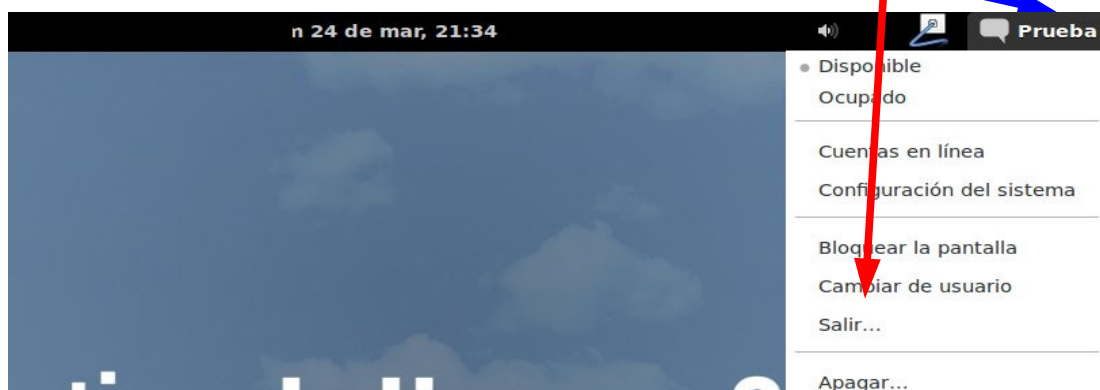 n 24 de mar, 21:34
Prueba
Disponible
Ocupado
Cuentas en línea
Configuración del sistema
Bloquear la pantalla
Cambiar de usuario
Salir...
Apagar...